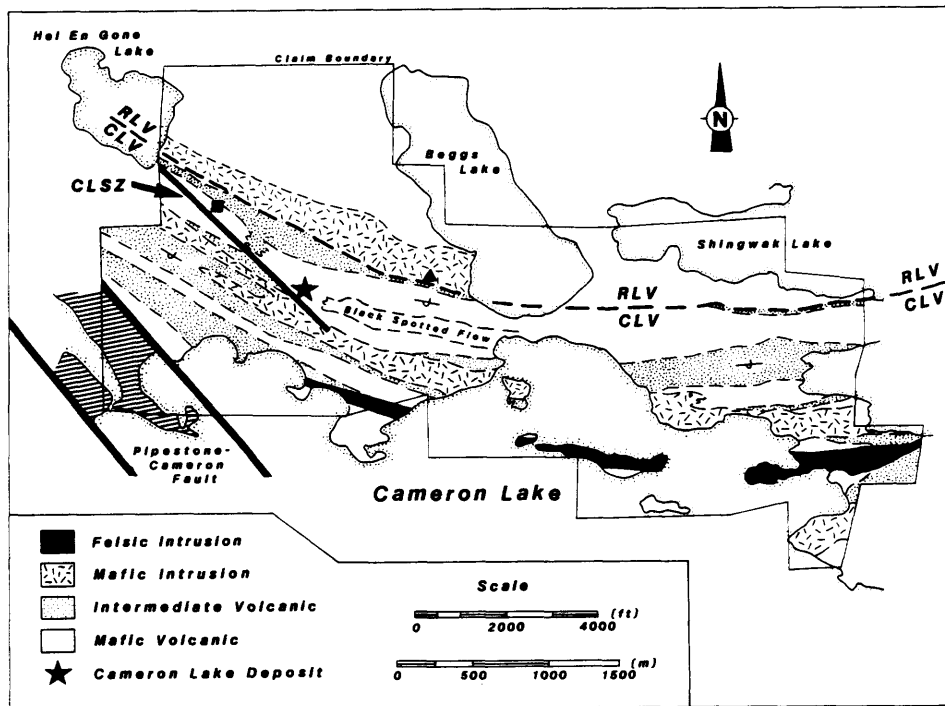 Hel En Gone
Lake
Claim Boundary
N
RLV
CLV
Beggs
Lake
CLSZ
Shingwak Lake
RLV
CLV
RLV
CLV
Black Spotted Flow
Pipestone-
Cameron
Fault
Cameron Lake
Felsic Intrusion
Mafic Intrusion
Intermediate Volcanic
Mafic Volcanic
Cameron Lake Deposit
Scale
(ft)
0 2000 4000
(m)
0 500 1000 1500